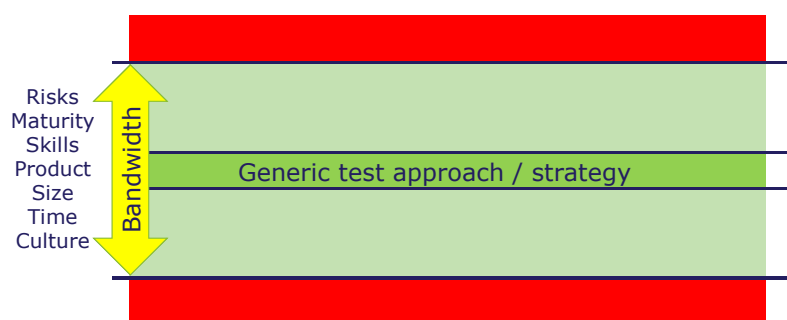 Risks
Maturity
Skills
Product
Size
Time
Culture
Bandwidth
Generic test approach / strategy